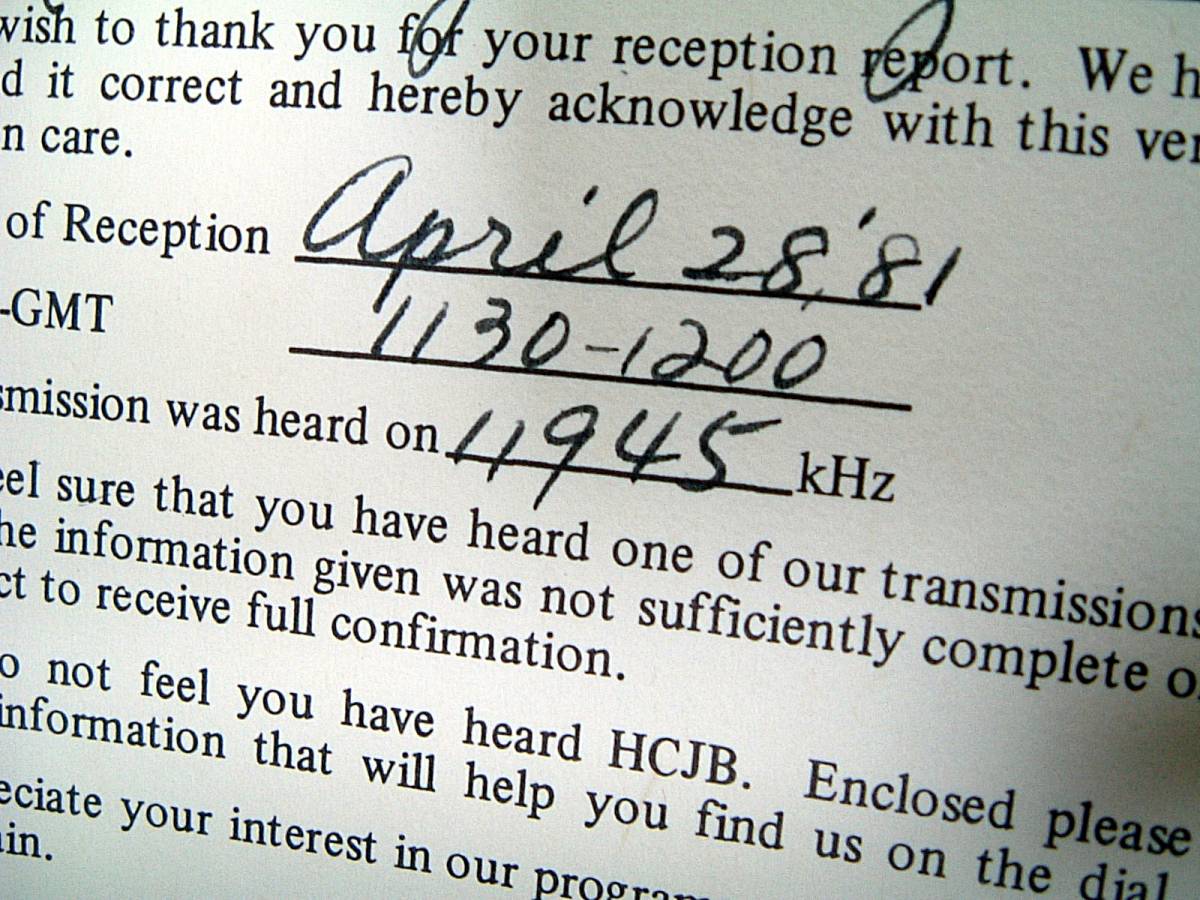 wish to thank you for your reception report. We h
d it correct and hereby acknowledge with this ver
n care.
of Reception April 28, '81
-GMT 1130-1200
smission was heard on 11945 kHz
eel sure that you have heard one of our transmissions
he information given was not sufficiently complete o
ct to receive full confirmation.
o not feel you have heard HCJB. Enclosed please
information that will help you find us on the dial
eciate your interest in our program
in.